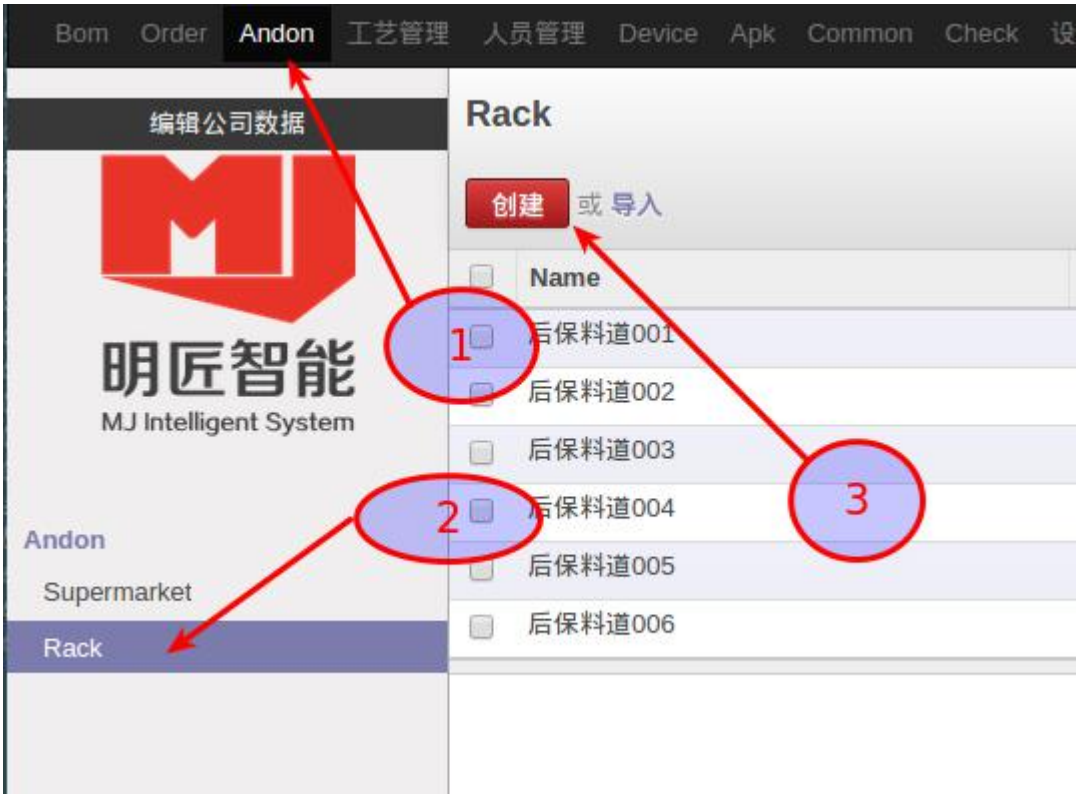 Bom Order Andon 工艺管理 人员管理 Device Apk Common Check 设
编辑公司数据
MJ
明匠智能
MJ Intelligent System
Andon
Supermarket
Rack
Rack
创建 或 导入
Name
后保料道001
后保料道002
后保料道003
后保料道004
后保料道005
后保料道006
1
2
3